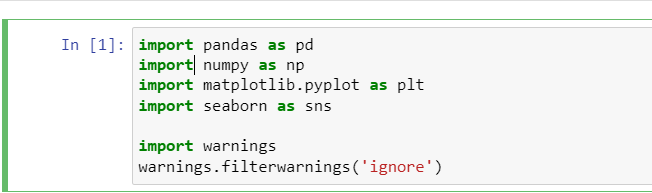 In [1]: import pandas as pd
import numpy as np
import matplotlib.pyplot as plt
import seaborn as sns
import warnings
warnings.filterwarnings('ignore')